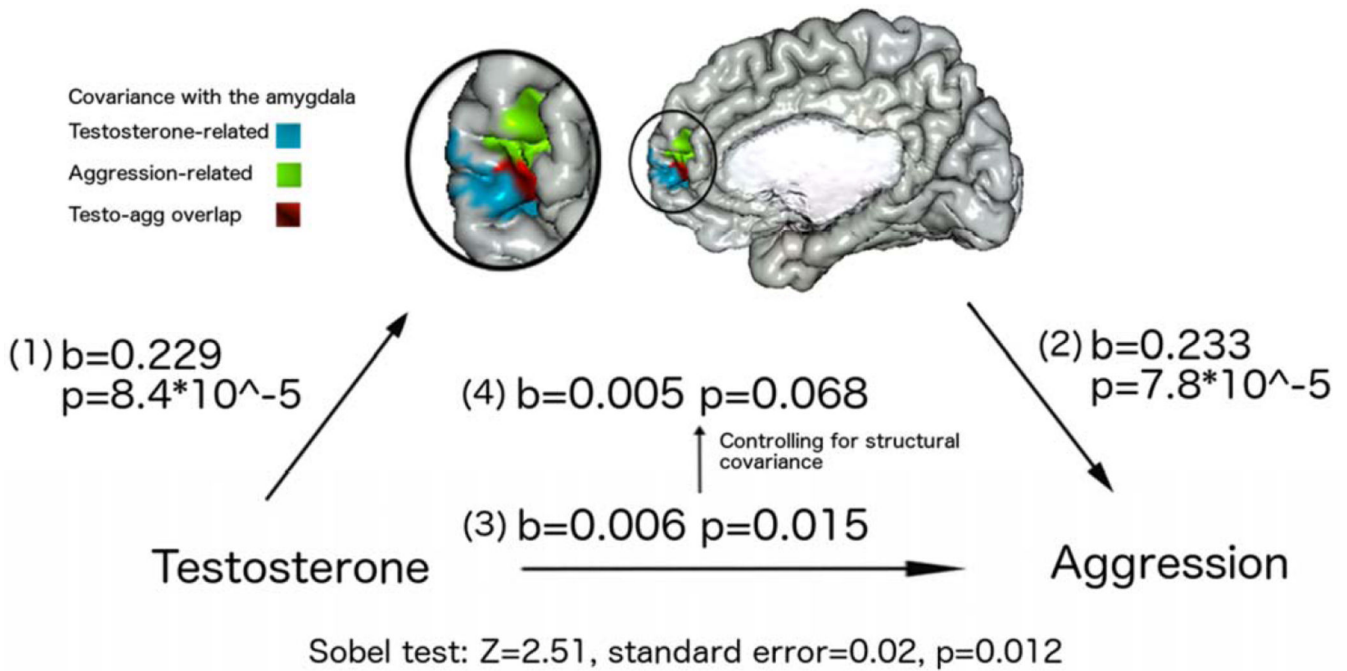 Covariance with the amygdala
Testosterone-related
Aggression-related
Testo-agg overlap
(1) b=0.229
p=8.4*10^-5
(2) b=0.233
p=7.8*10^-5
(4) b=0.005 p=0.068
Controlling for structural
covariance
(3) b=0.006 p=0.015
Testosterone
Aggression
Sobel test: Z=2.51, standard error=0.02, p=0.012